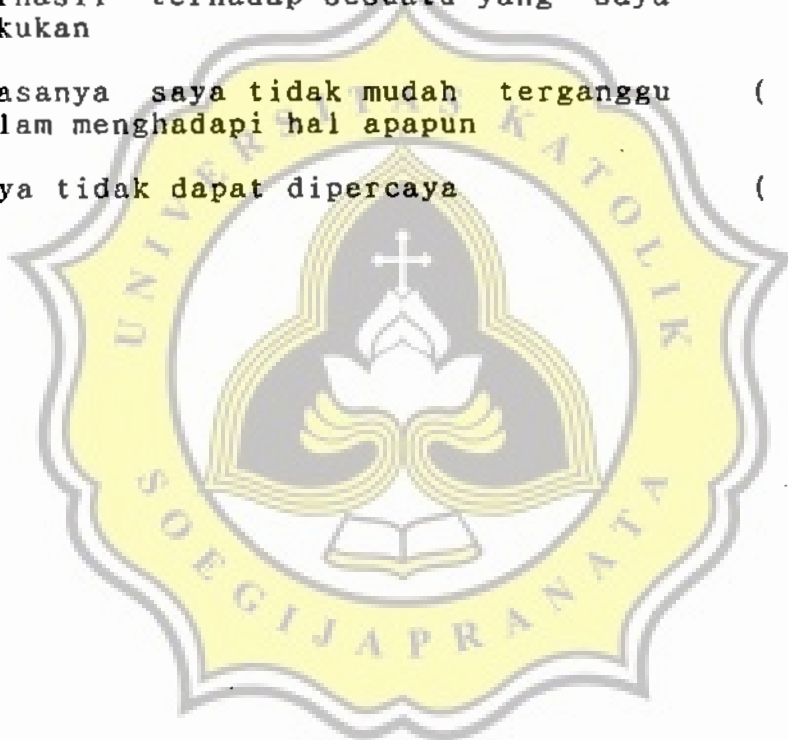 terhadap sesuatu yang saya
kukan
asanya saya tidak mudah terganggu (
lam menghadapi hal apapun
ya tidak dapat dipercaya (
UNIVERSITAS KATOLIK
SOEGIJAPRANATA